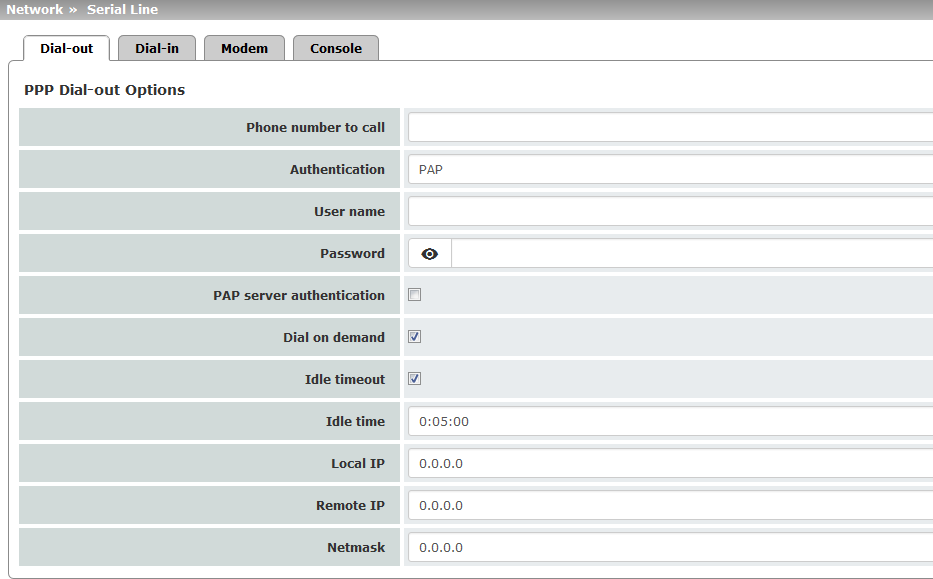 Network » Serial Line
Dial-out Dial-in Modem Console
PPP Dial-out Options
Phone number to call
Authentication PAP
User name
Password
PAP server authentication
Dial on demand
Idle timeout
Idle time 0:05:00
Local IP 0.0.0.0
Remote IP 0.0.0.0
Netmask 0.0.0.0